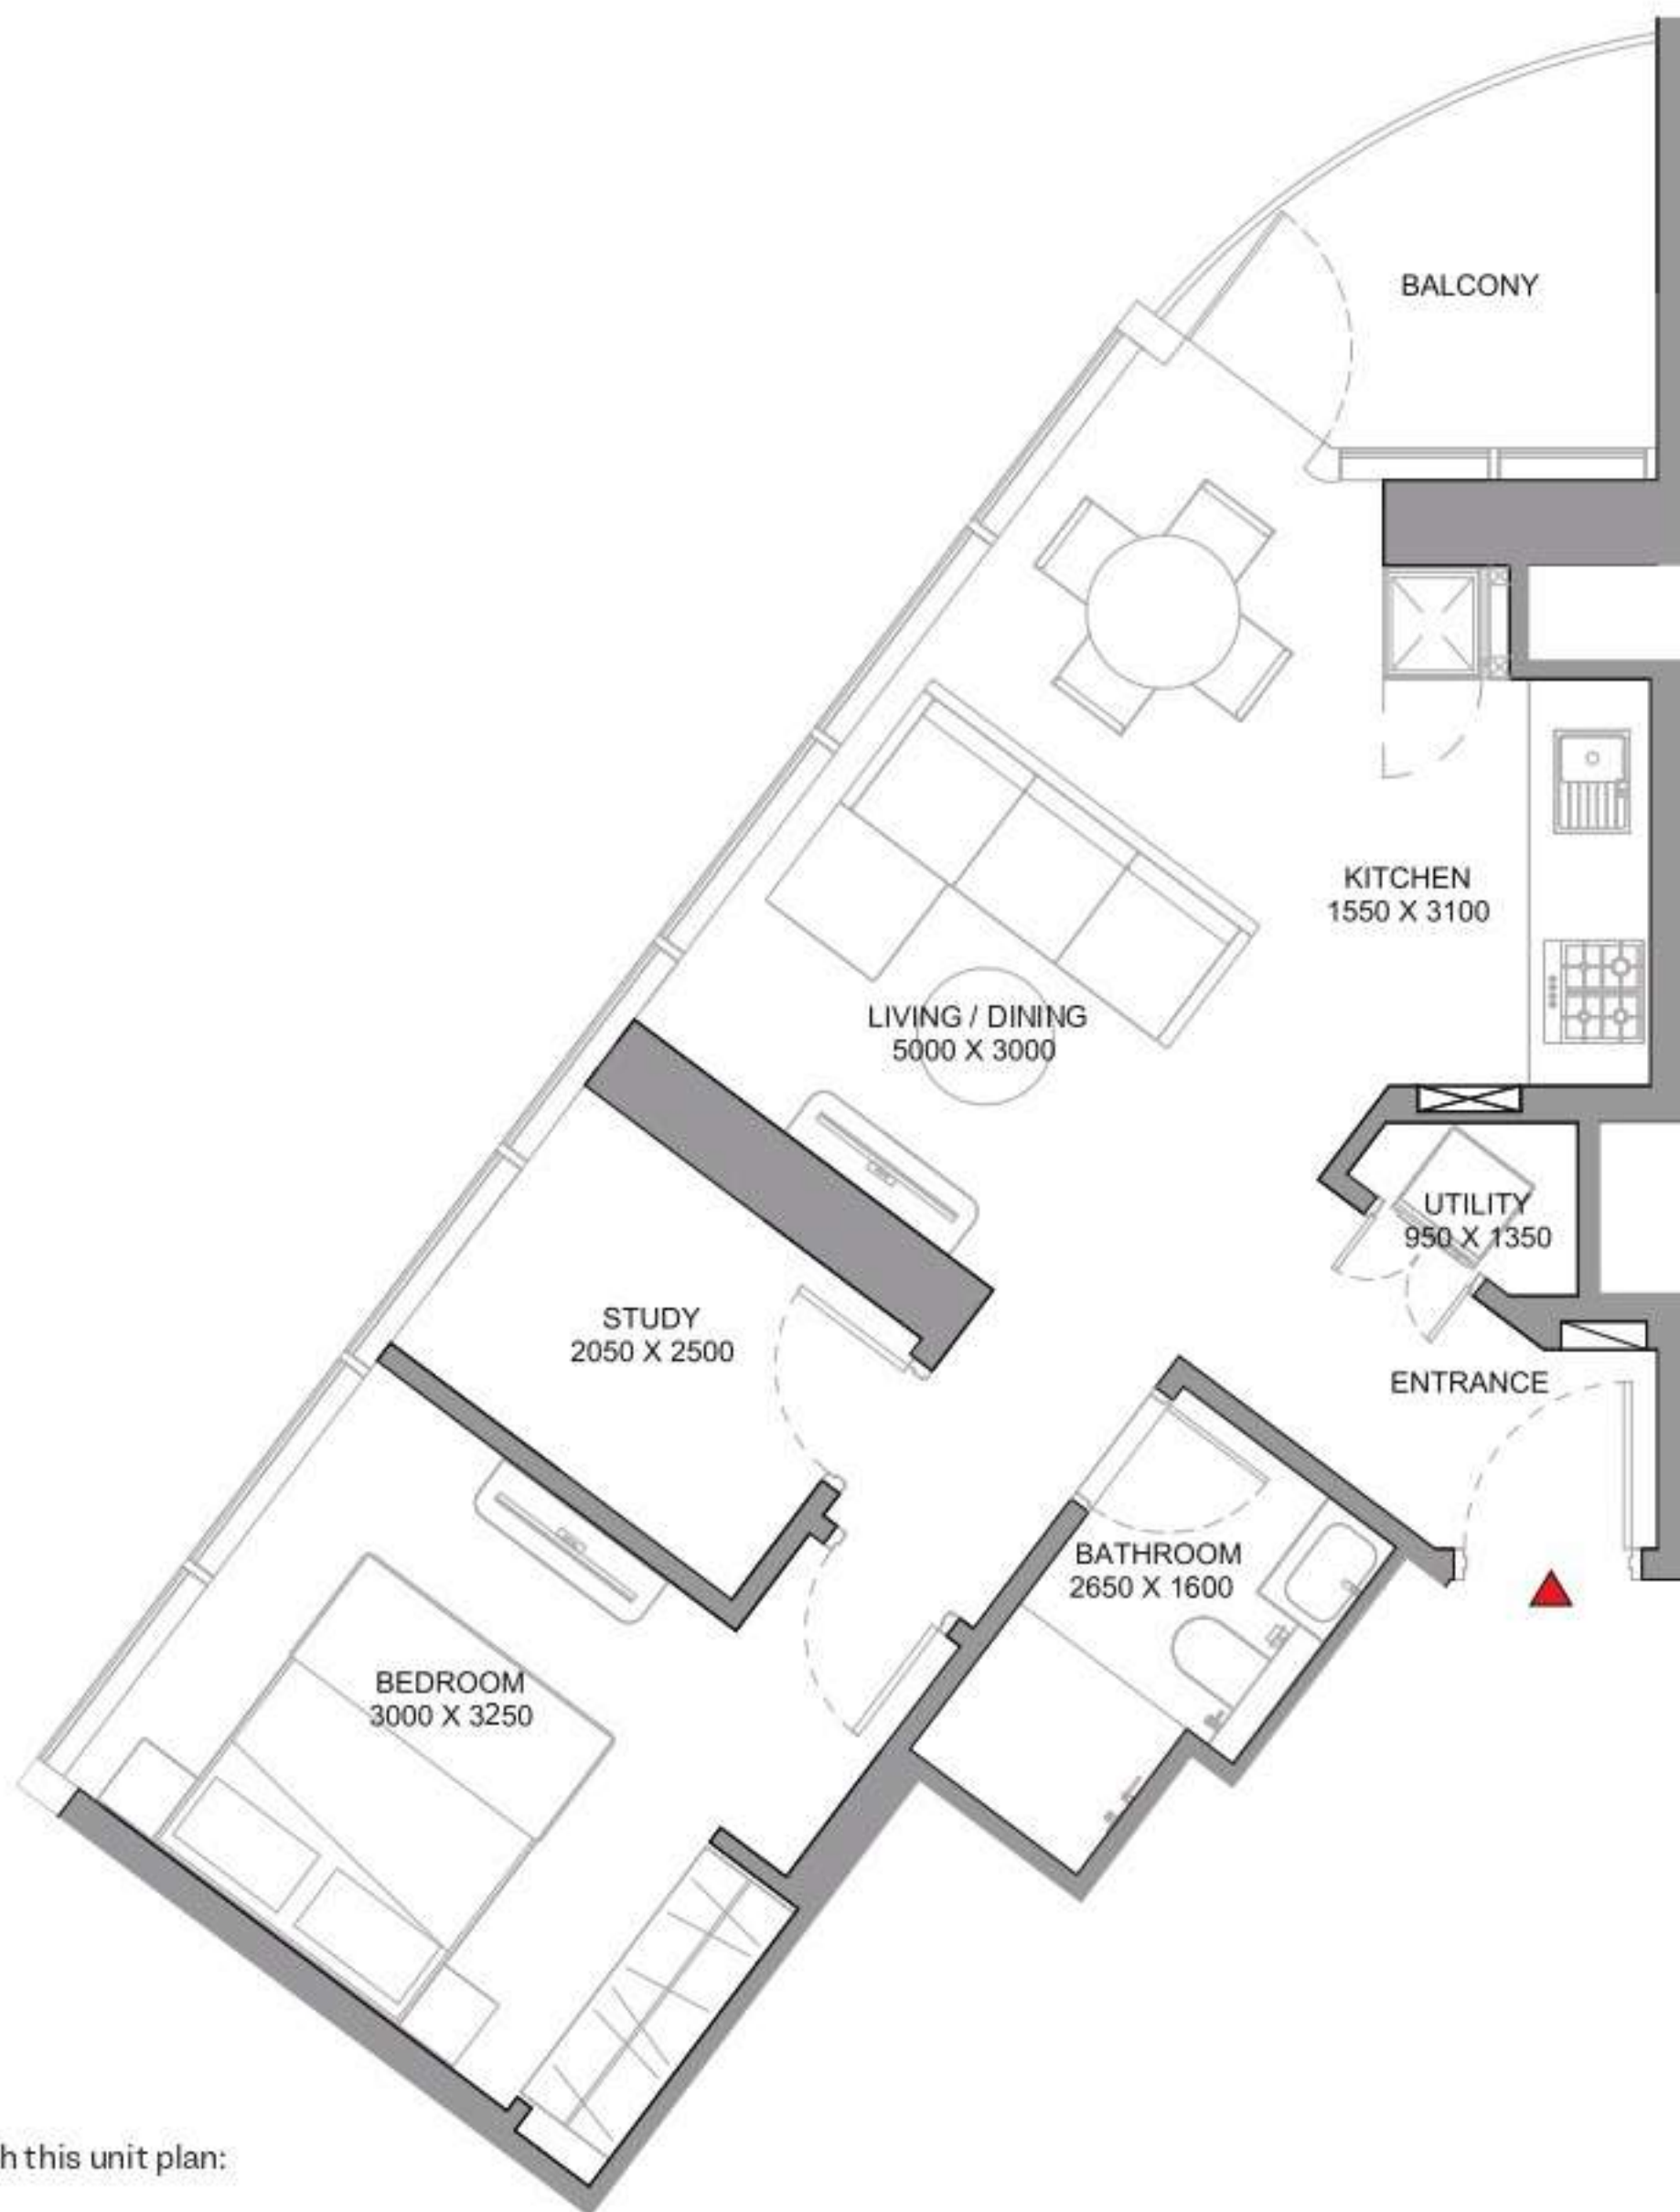 BALCONY
KITCHEN
1550 X 3100
LIVING / DINING
5000 X 3000
UTILITY
950 X 1350
STUDY
2050 X 2500
ENTRANCE
BATHROOM
2650 X 1600
BEDROOM
3000 X 3250
h this unit plan: